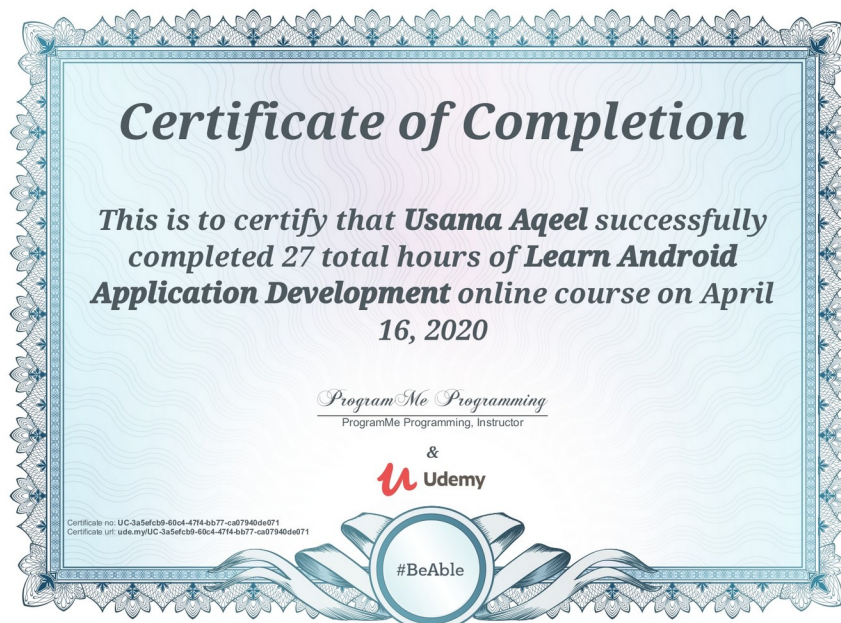 Certificate of Completion
This is to certify that Usama Aqeel successfully
completed 27 total hours of Learn Android
Application Development online course on April
16, 2020
ProgramMe Programming
ProgramMe Programming, Instructor
&
Udemy
Certificate no: UC-3a5efcb9-60c4-47f4-bb77-ca07940de071
Certificate url: ude.my/UC-3a5efcb9-60c4-47f4-bb77-ca07940de071
#BeAble